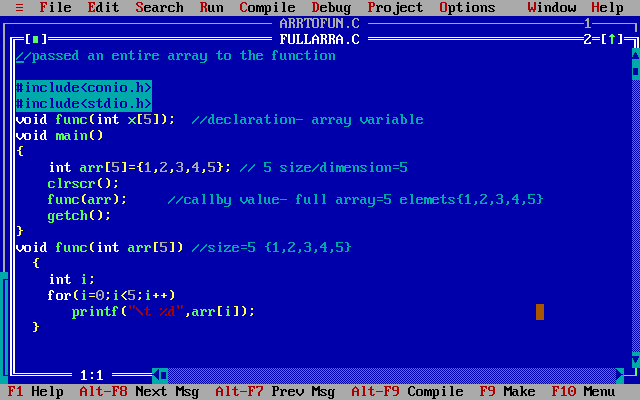 ≡ File Edit Search Run Compile Debug Project Options Window Help
ARRTOFUN.C 1
[■] FULLARRA.C 2=[↑]
//passed an entire array to the function
#include<conio.h>
#include<stdio.h>
void func(int x[5]); //declaration- array variable
void main()
{
int arr[5]={1,2,3,4,5}; // 5 size/dimension=5
clrscr();
func(arr); //callby value- full array=5 elemets{1,2,3,4,5}
getch();
}
void func(int arr[5]) //size=5 {1,2,3,4,5}
{
int i;
for(i=0;i<5;i++)
printf("\t %d",arr[i]);
}
1:1
F1 Help Alt-F8 Next Msg Alt-F7 Prev Msg Alt-F9 Compile F9 Make F10 Menu